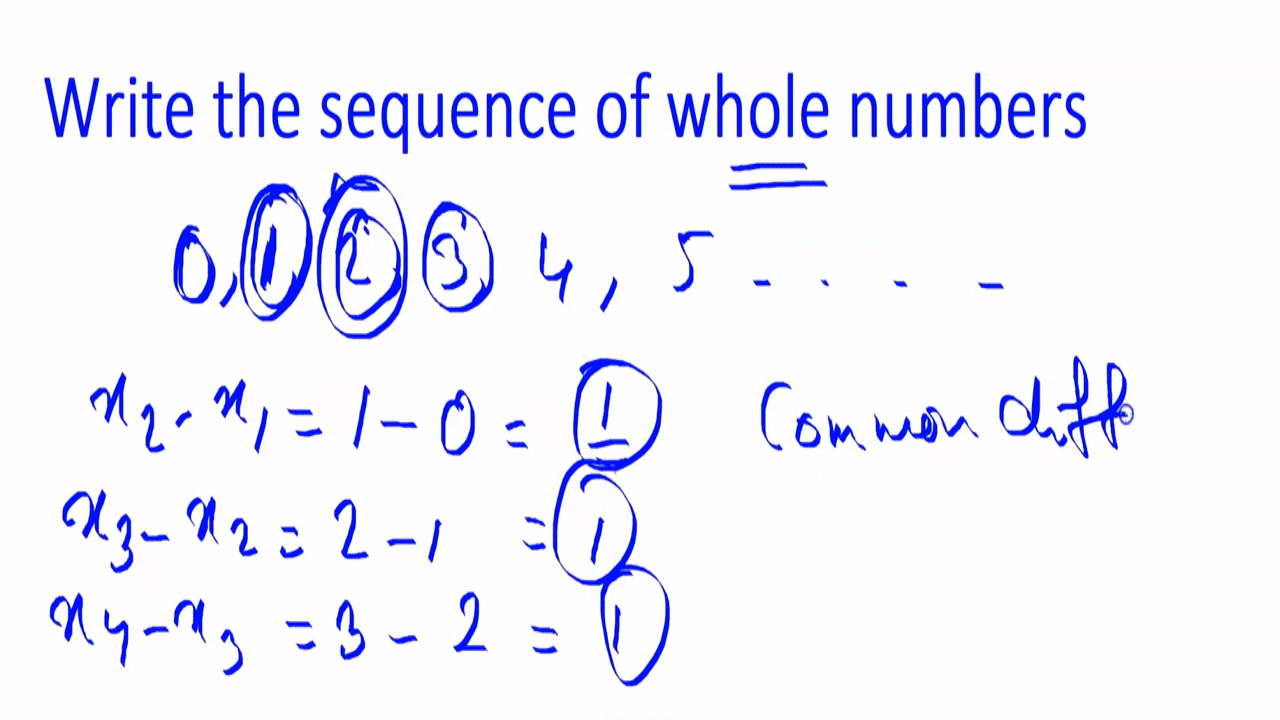 Write the sequence of whole numbers
0, 1 2 3 4, 5 - . . -
x2 - x1 = 1 - 0 = 1 Common diff
x3 - x2 = 2 - 1 = 1
x4 - x3 = 3 - 2 = 1